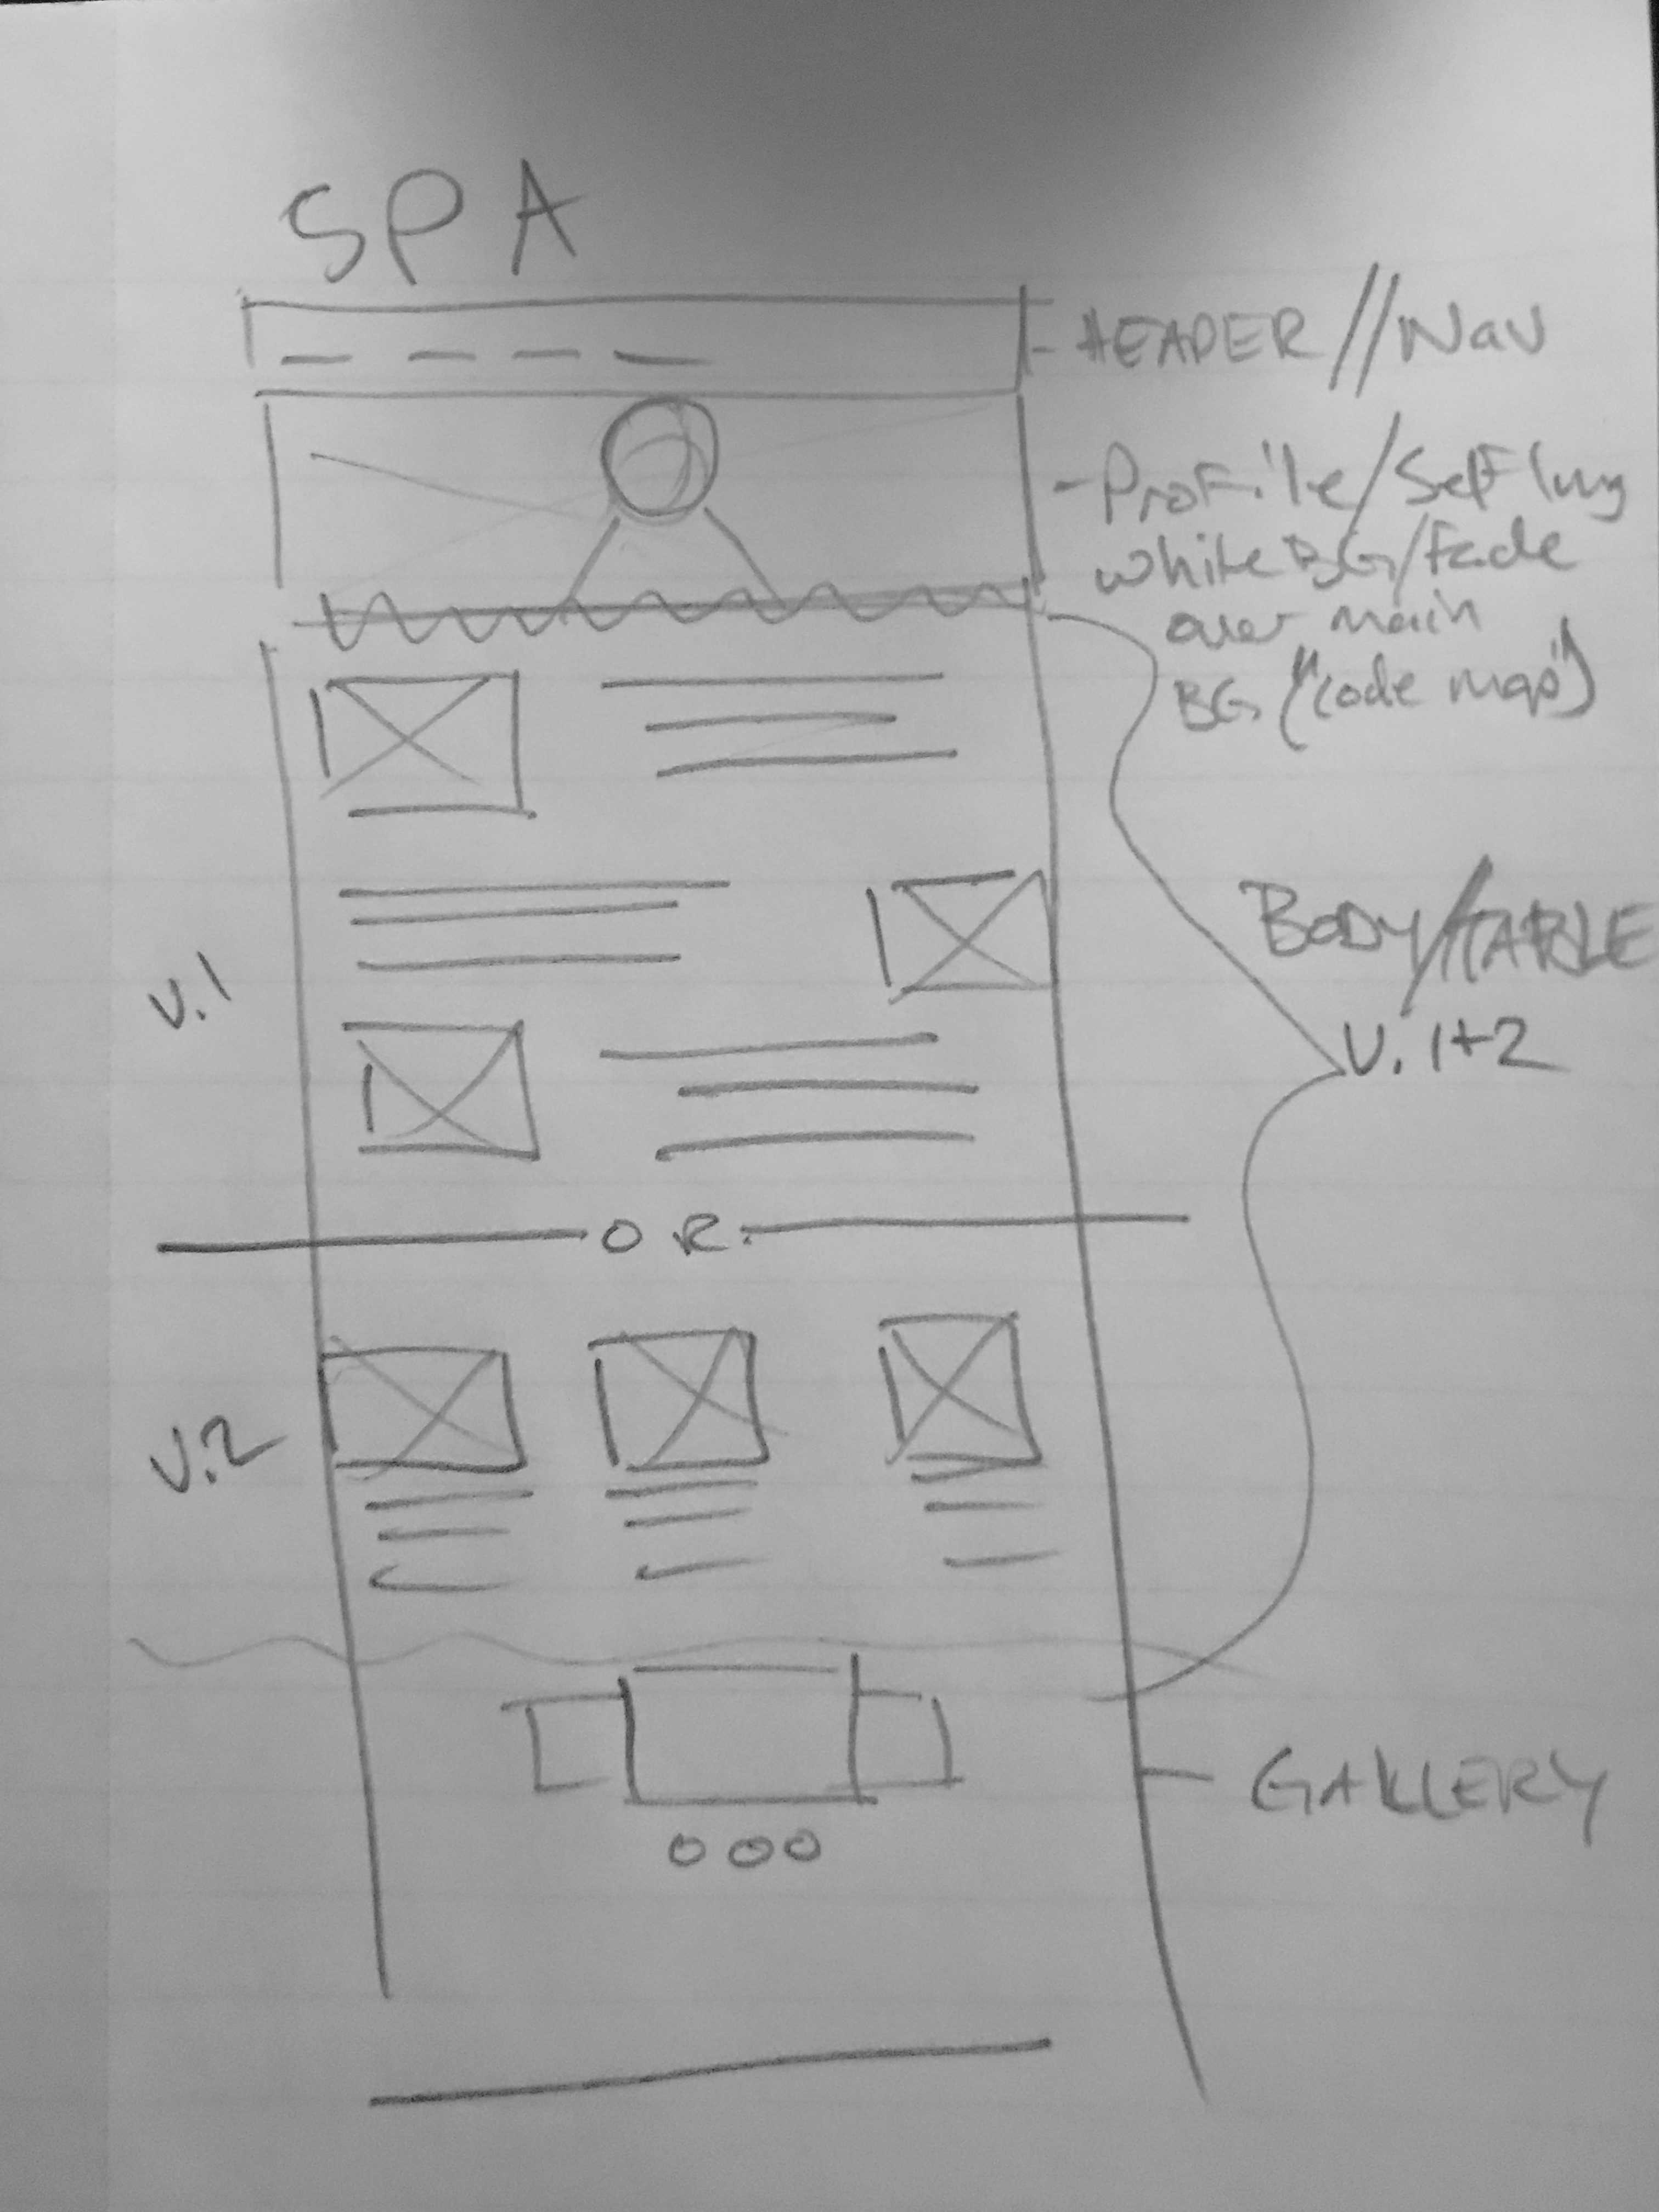 SPA
- HEADER // Nav
- Profile / Self Img
white BG / Fade
over main
BG ("code map")
BODY/TABLE
V. 1+2
V.1
OR
V.2
GALLERY